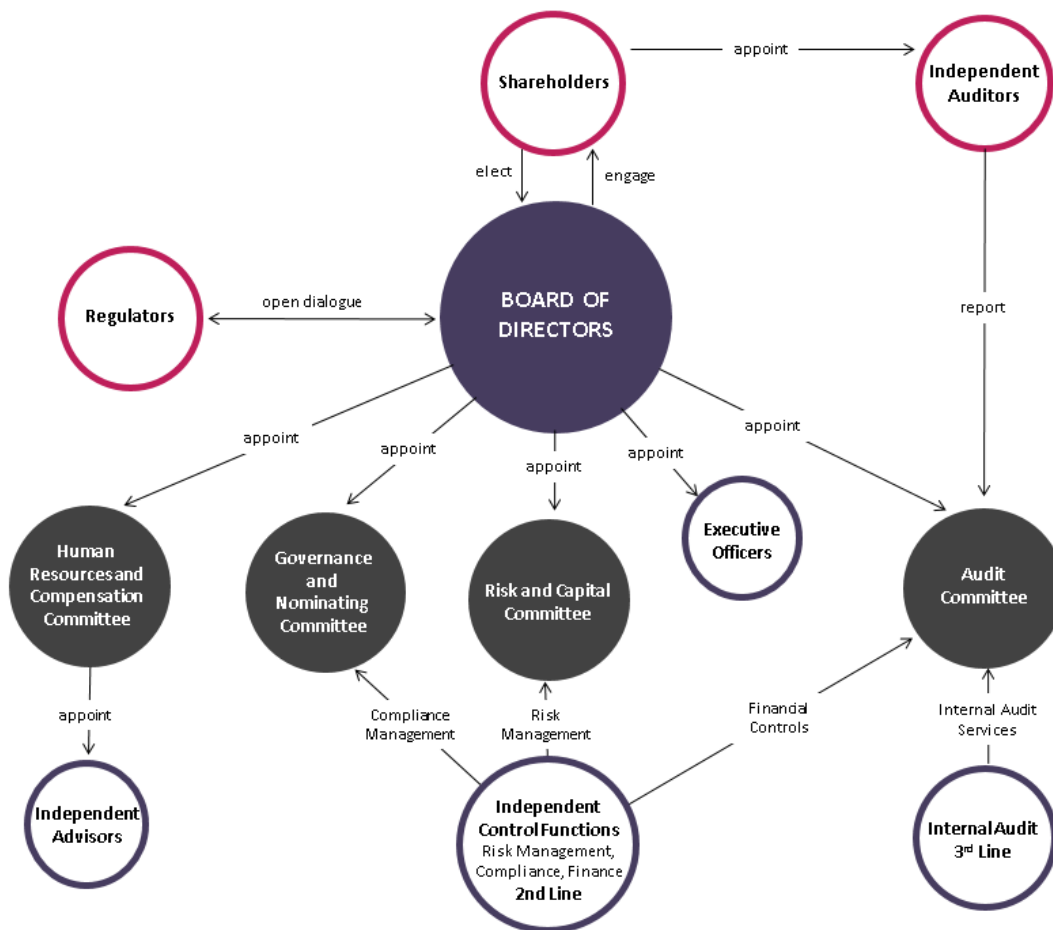 Shareholders
appoint
Independent
Auditors
elect
engage
Regulators
open dialogue
BOARD OF
DIRECTORS
report
appoint
appoint
appoint
appoint
appoint
Human
Resources and
Compensation
Committee
Governance
and
Nominating
Committee
Risk and Capital
Committee
Executive
Officers
Audit
Committee
appoint
Compliance
Management
Risk
Management
Financial
Controls
Internal Audit
Services
Independent
Advisors
Independent
Control Functions
Risk Management,
Compliance, Finance
2nd Line
Internal Audit
3rd Line